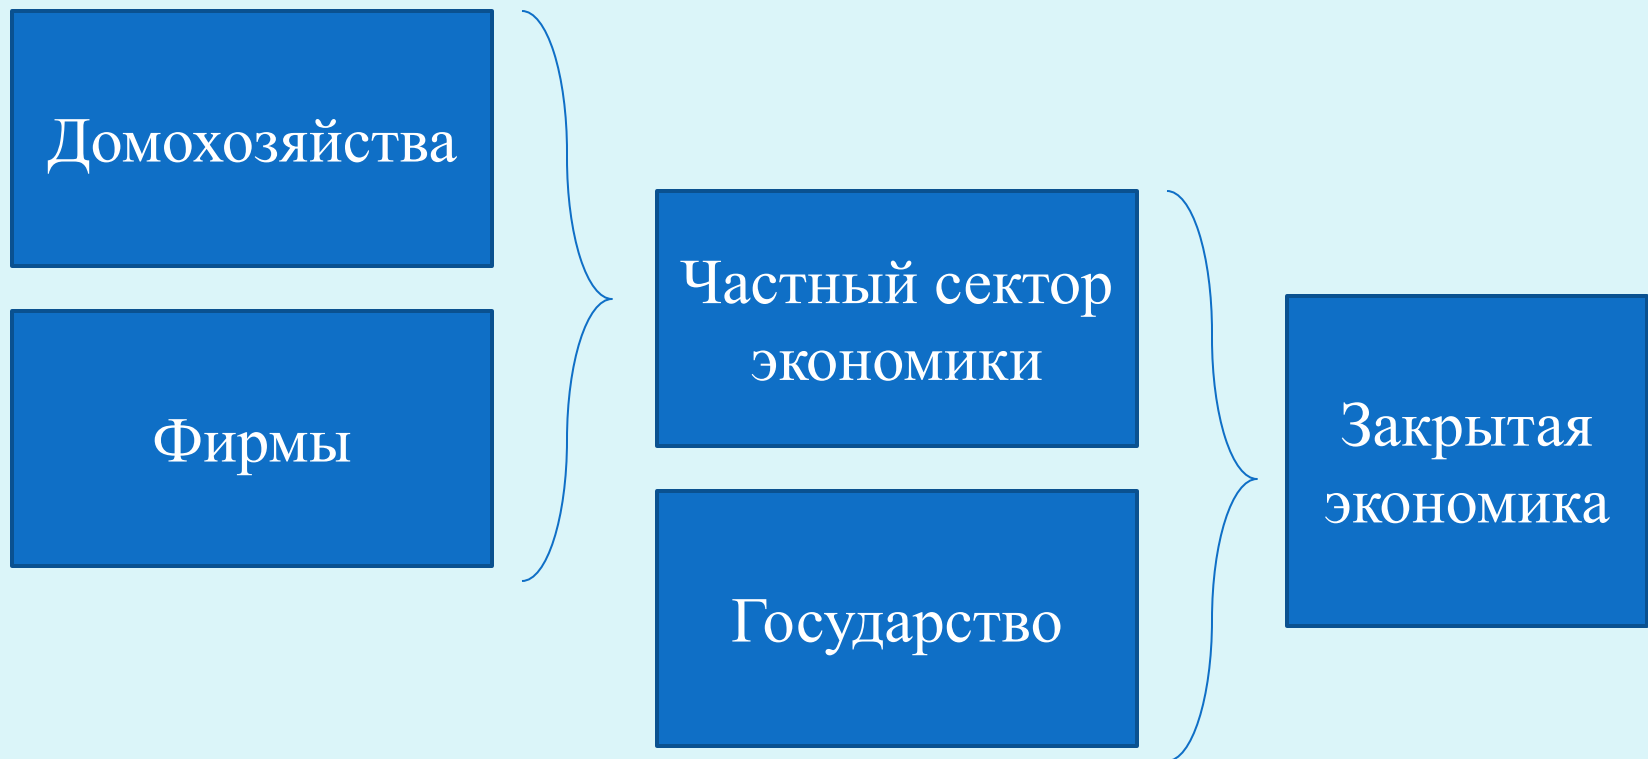 Домохозяйства
Фирмы
Частный сектор
экономики
Государство
Закрытая
экономика